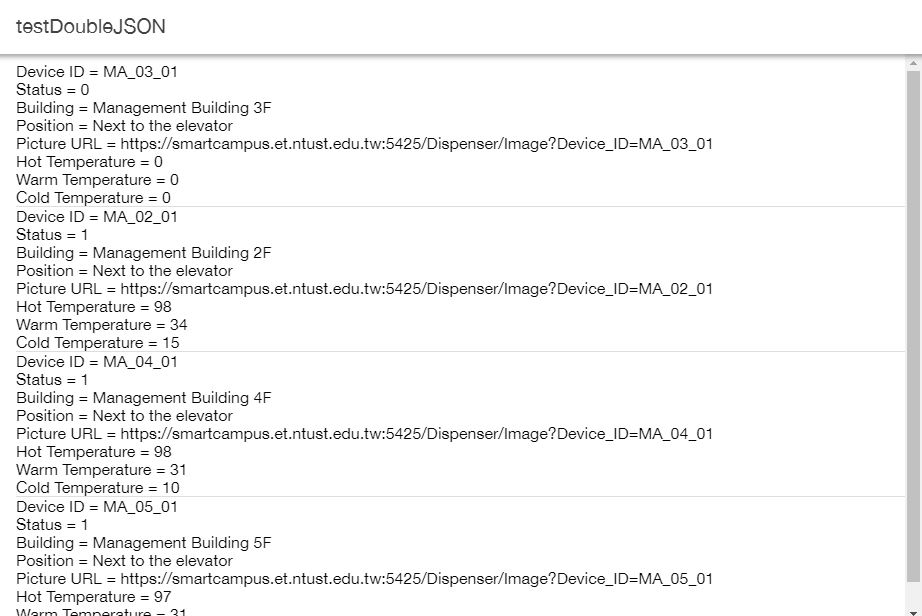 testDoubleJSON
Device ID = MA_03_01
Status = 0
Building = Management Building 3F
Position = Next to the elevator
Picture URL = https://smartcampus.et.ntust.edu.tw:5425/Dispenser/Image?Device_ID=MA_03_01
Hot Temperature = 0
Warm Temperature = 0
Cold Temperature = 0
Device ID = MA_02_01
Status = 1
Building = Management Building 2F
Position = Next to the elevator
Picture URL = https://smartcampus.et.ntust.edu.tw:5425/Dispenser/Image?Device_ID=MA_02_01
Hot Temperature = 98
Warm Temperature = 34
Cold Temperature = 15
Device ID = MA_04_01
Status = 1
Building = Management Building 4F
Position = Next to the elevator
Picture URL = https://smartcampus.et.ntust.edu.tw:5425/Dispenser/Image?Device_ID=MA_04_01
Hot Temperature = 98
Warm Temperature = 31
Cold Temperature = 10
Device ID = MA_05_01
Status = 1
Building = Management Building 5F
Position = Next to the elevator
Picture URL = https://smartcampus.et.ntust.edu.tw:5425/Dispenser/Image?Device_ID=MA_05_01
Hot Temperature = 97
Warm Temperature = 31